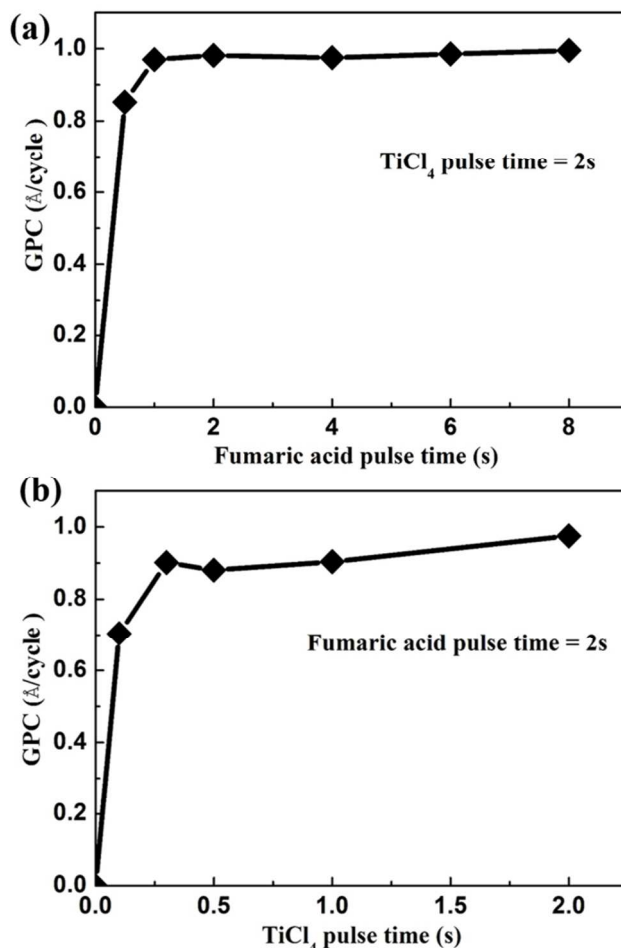 (a)
1.0
0.8
0.6
0.4
0.2
0.0
GPC (Å/cycle )
TiCl₄ pulse time = 2s
0 2 4 6 8
Fumaric acid pulse time (s)
(b)
1.0
0.8
0.6
0.4
0.2
0.0
GPC (Å/cycle )
Fumaric acid pulse time = 2s
0.0 0.5 1.0 1.5 2.0
TiCl₄ pulse time (s)